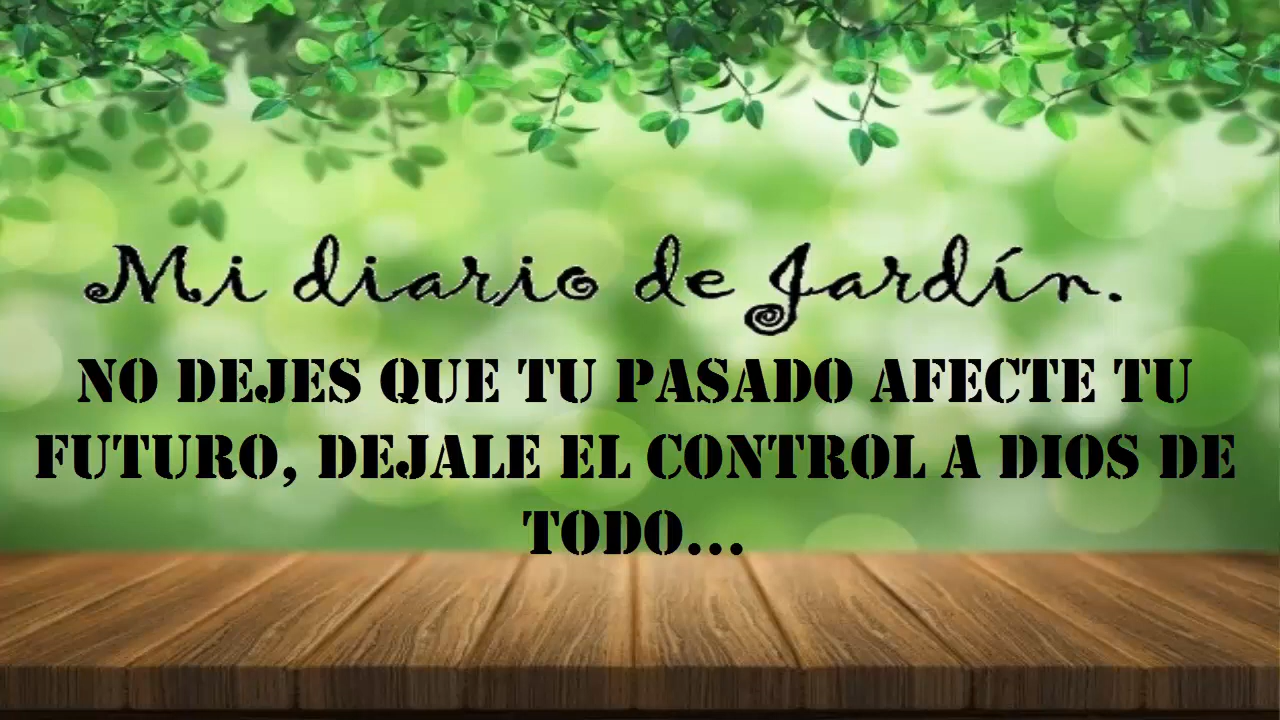 Mi diario de Jardín.
NO DEJES QUE TU PASADO AFECTE TU
FUTURO, DEJALE EL CONTROL A DIOS DE
TODO...